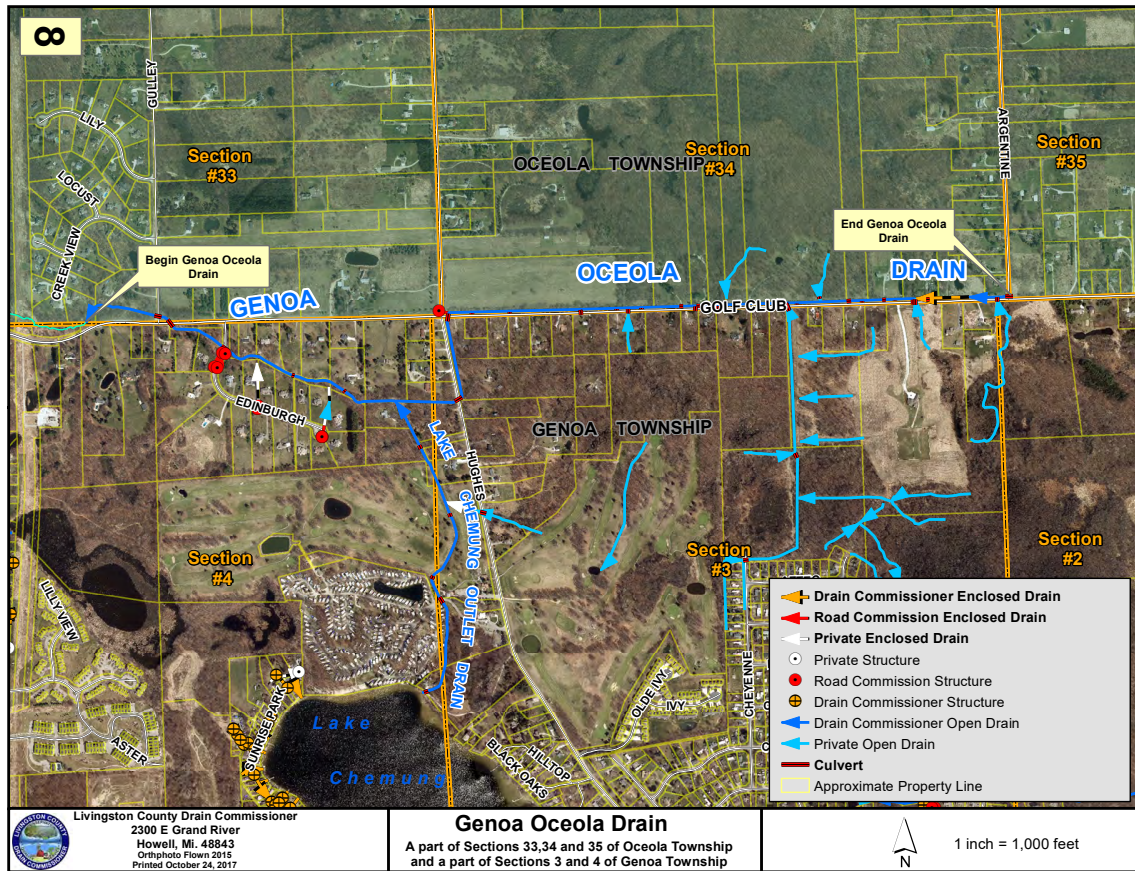 8
GULLEY
LILY
LOCUST
CREEK VIEW
Section
#33
OCEOLA TOWNSHIP
Section
#34
ARGENTINE
Section
#35
Begin Genoa Oceola
Drain
End Genoa Oceola
Drain
GENOA
OCEOLA
DRAIN
GOLF CLUB
EDINBURGH
GENOA TOWNSHIP
LAKE CHEMUNG OUTLET DRAIN
HUGHES
Section
#4
Section
#3
Section
#2
LILLY VIEW
ASTER
SUNRISE PARK
Lake
Chemung
BLACK OAKS
HILLTOP
OLDE IVY
IVY
CHEYENNE
Drain Commissioner Enclosed Drain
Road Commission Enclosed Drain
Private Enclosed Drain
Private Structure
Road Commission Structure
Drain Commissioner Structure
Drain Commissioner Open Drain
Private Open Drain
Culvert
Approximate Property Line
LIVINGSTON COUNTY
DRAIN COMMISSIONER
Livingston County Drain Commissioner
2300 E Grand River
Howell, Mi. 48843
Orthphoto Flown 2015
Printed October 24, 2017
Genoa Oceola Drain
A part of Sections 33,34 and 35 of Oceola Township
and a part of Sections 3 and 4 of Genoa Township
N
1 inch = 1,000 feet